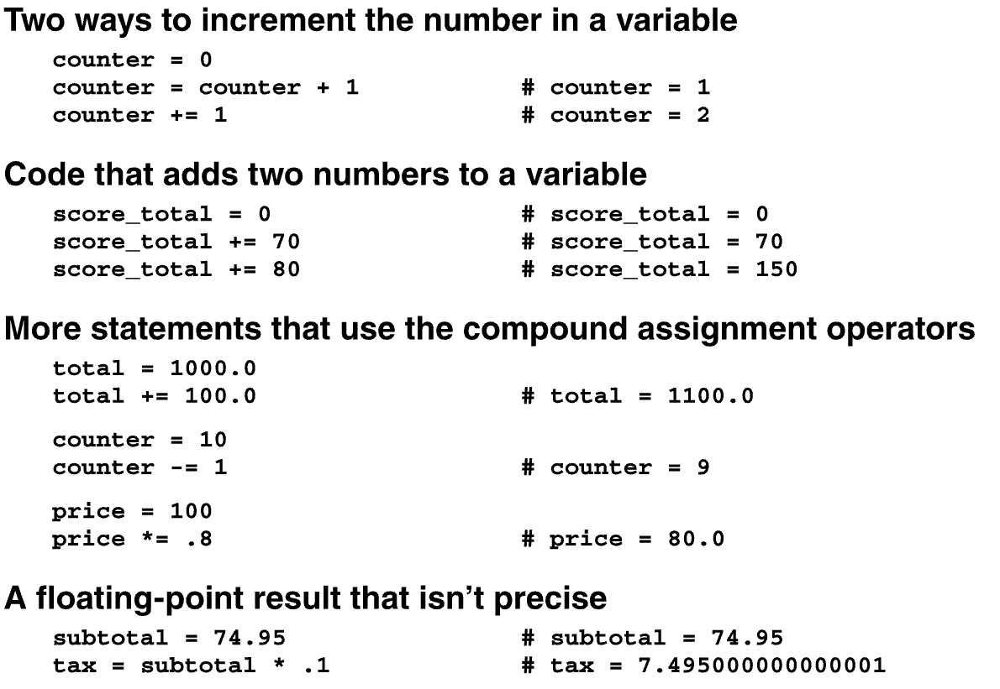 Two ways to increment the number in a variable
counter = 0
counter = counter + 1 # counter = 1
counter += 1 # counter = 2
Code that adds two numbers to a variable
score_total = 0 # score_total = 0
score_total += 70 # score_total = 70
score_total += 80 # score_total = 150
More statements that use the compound assignment operators
total = 1000.0
total += 100.0 # total = 1100.0
counter = 10
counter -= 1 # counter = 9
price = 100
price *= .8 # price = 80.0
A floating-point result that isn't precise
subtotal = 74.95 # subtotal = 74.95
tax = subtotal * .1 # tax = 7.495000000000001